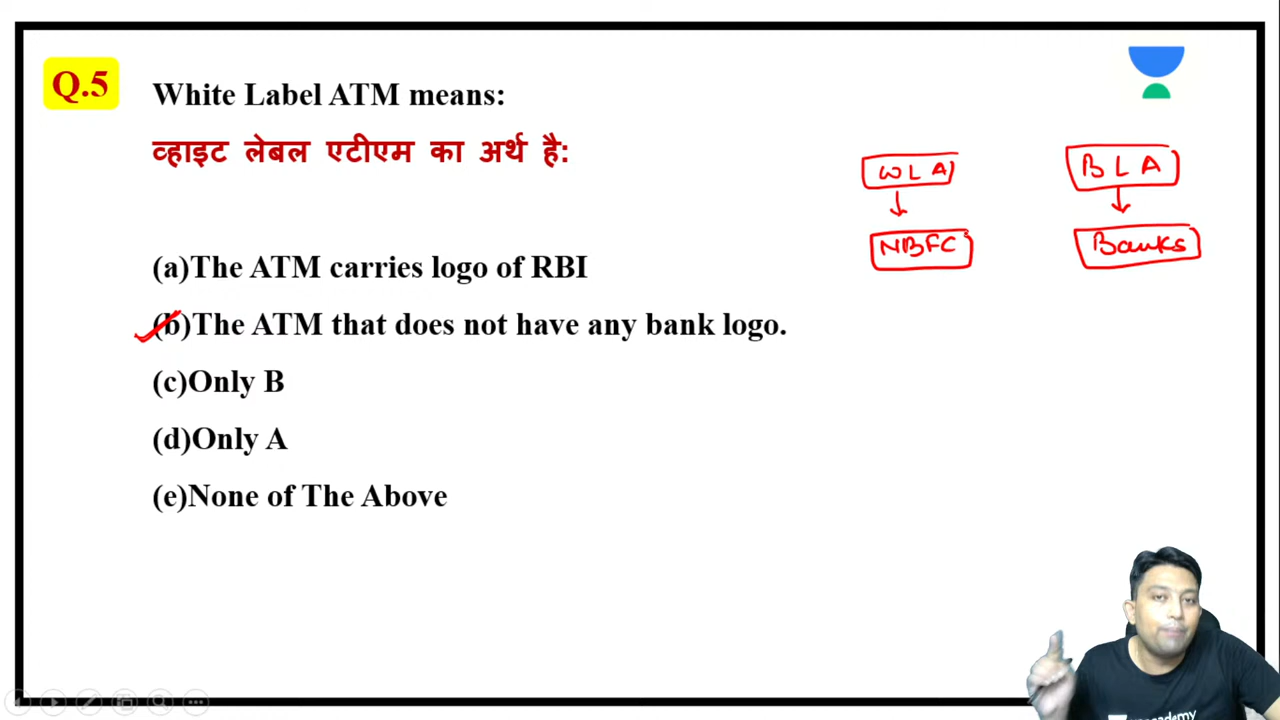 Q.5
White Label ATM means:
व्हाइट लेबल एटीएम का अर्थ है:
WLA
BLA
NBFC
Banks
(a)The ATM carries logo of RBI
(b)The ATM that does not have any bank logo.
(c)Only B
(d)Only A
(e)None of The Above